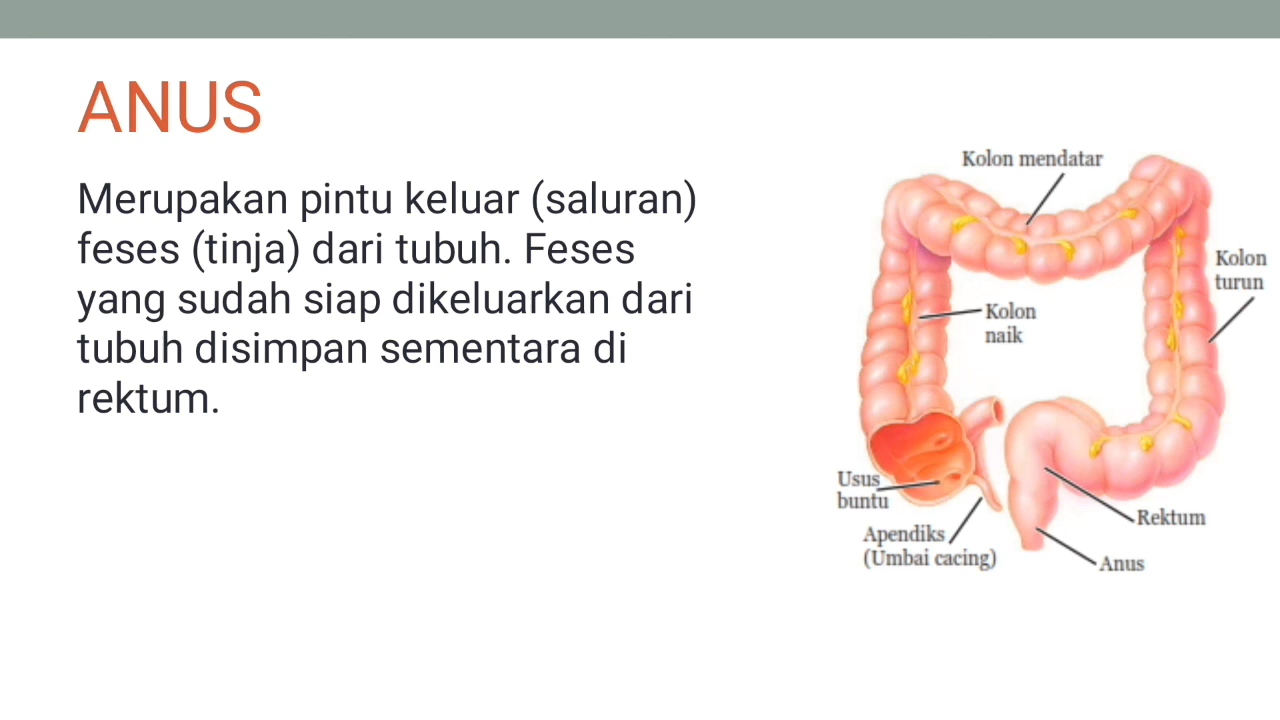 ANUS
Merupakan pintu keluar (saluran)
feses (tinja) dari tubuh. Feses
yang sudah siap dikeluarkan dari
tubuh disimpan sementara di
rektum.
Kolon mendatar
Kolon
turun
Kolon
naik
Usus
buntu
Apendiks
(Umbai cacing)
Rektum
Anus